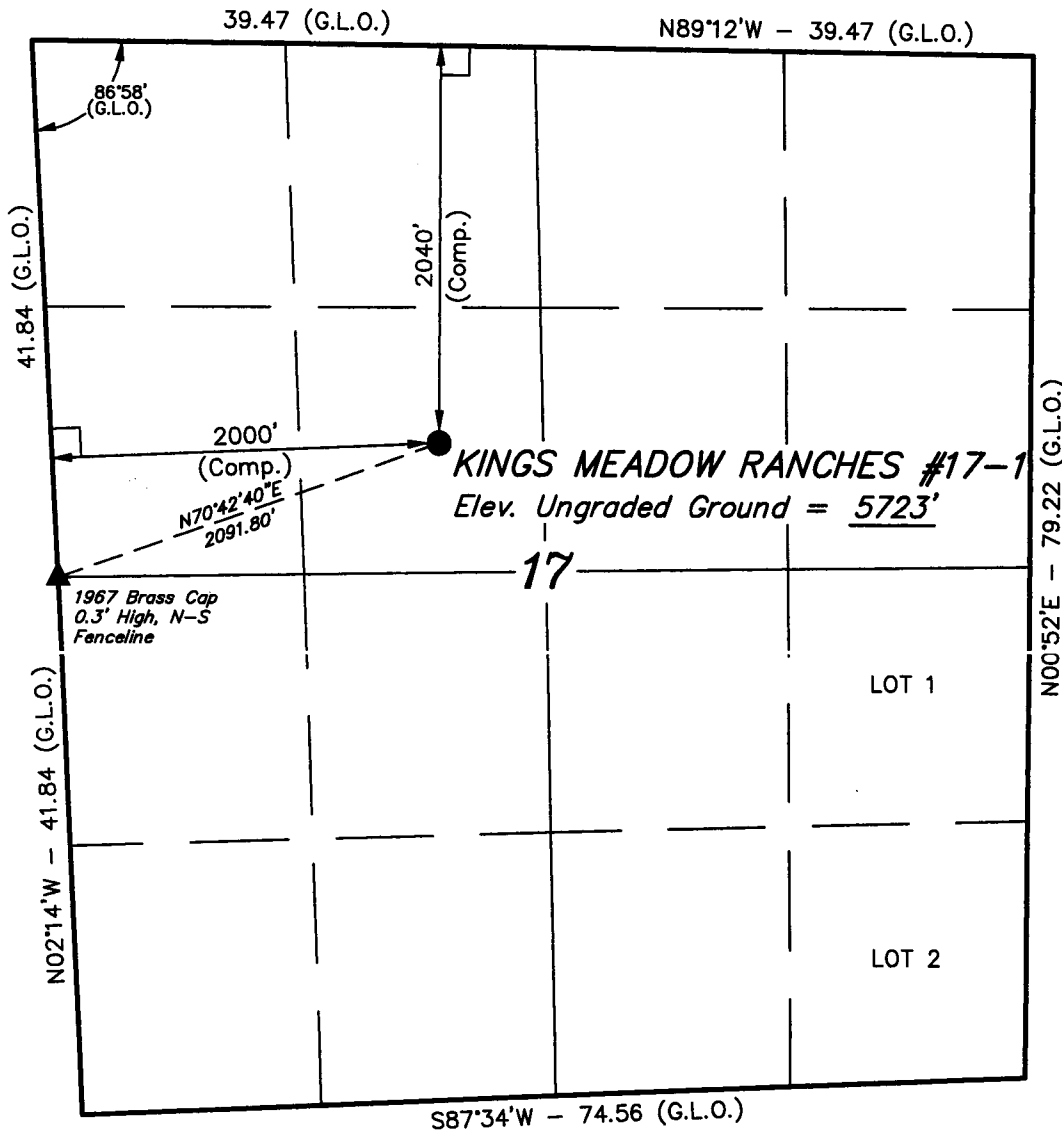 39.47 (G.L.O.)
N89°12'W - 39.47 (G.L.O.)
86°58'
(G.L.O.)
41.84 (G.L.O.)
2040'
(Comp.)
2000'
(Comp.)
N70°42'40"E
2091.80'
KINGS MEADOW RANCHES #17-1
Elev. Ungraded Ground = 5723'
17
1967 Brass Cap
0.3' High, N-S
Fenceline
N00°52'E - 79.22 (G.L.O.)
LOT 1
N02°14'W - 41.84 (G.L.O.)
LOT 2
S87°34'W - 74.56 (G.L.O.)